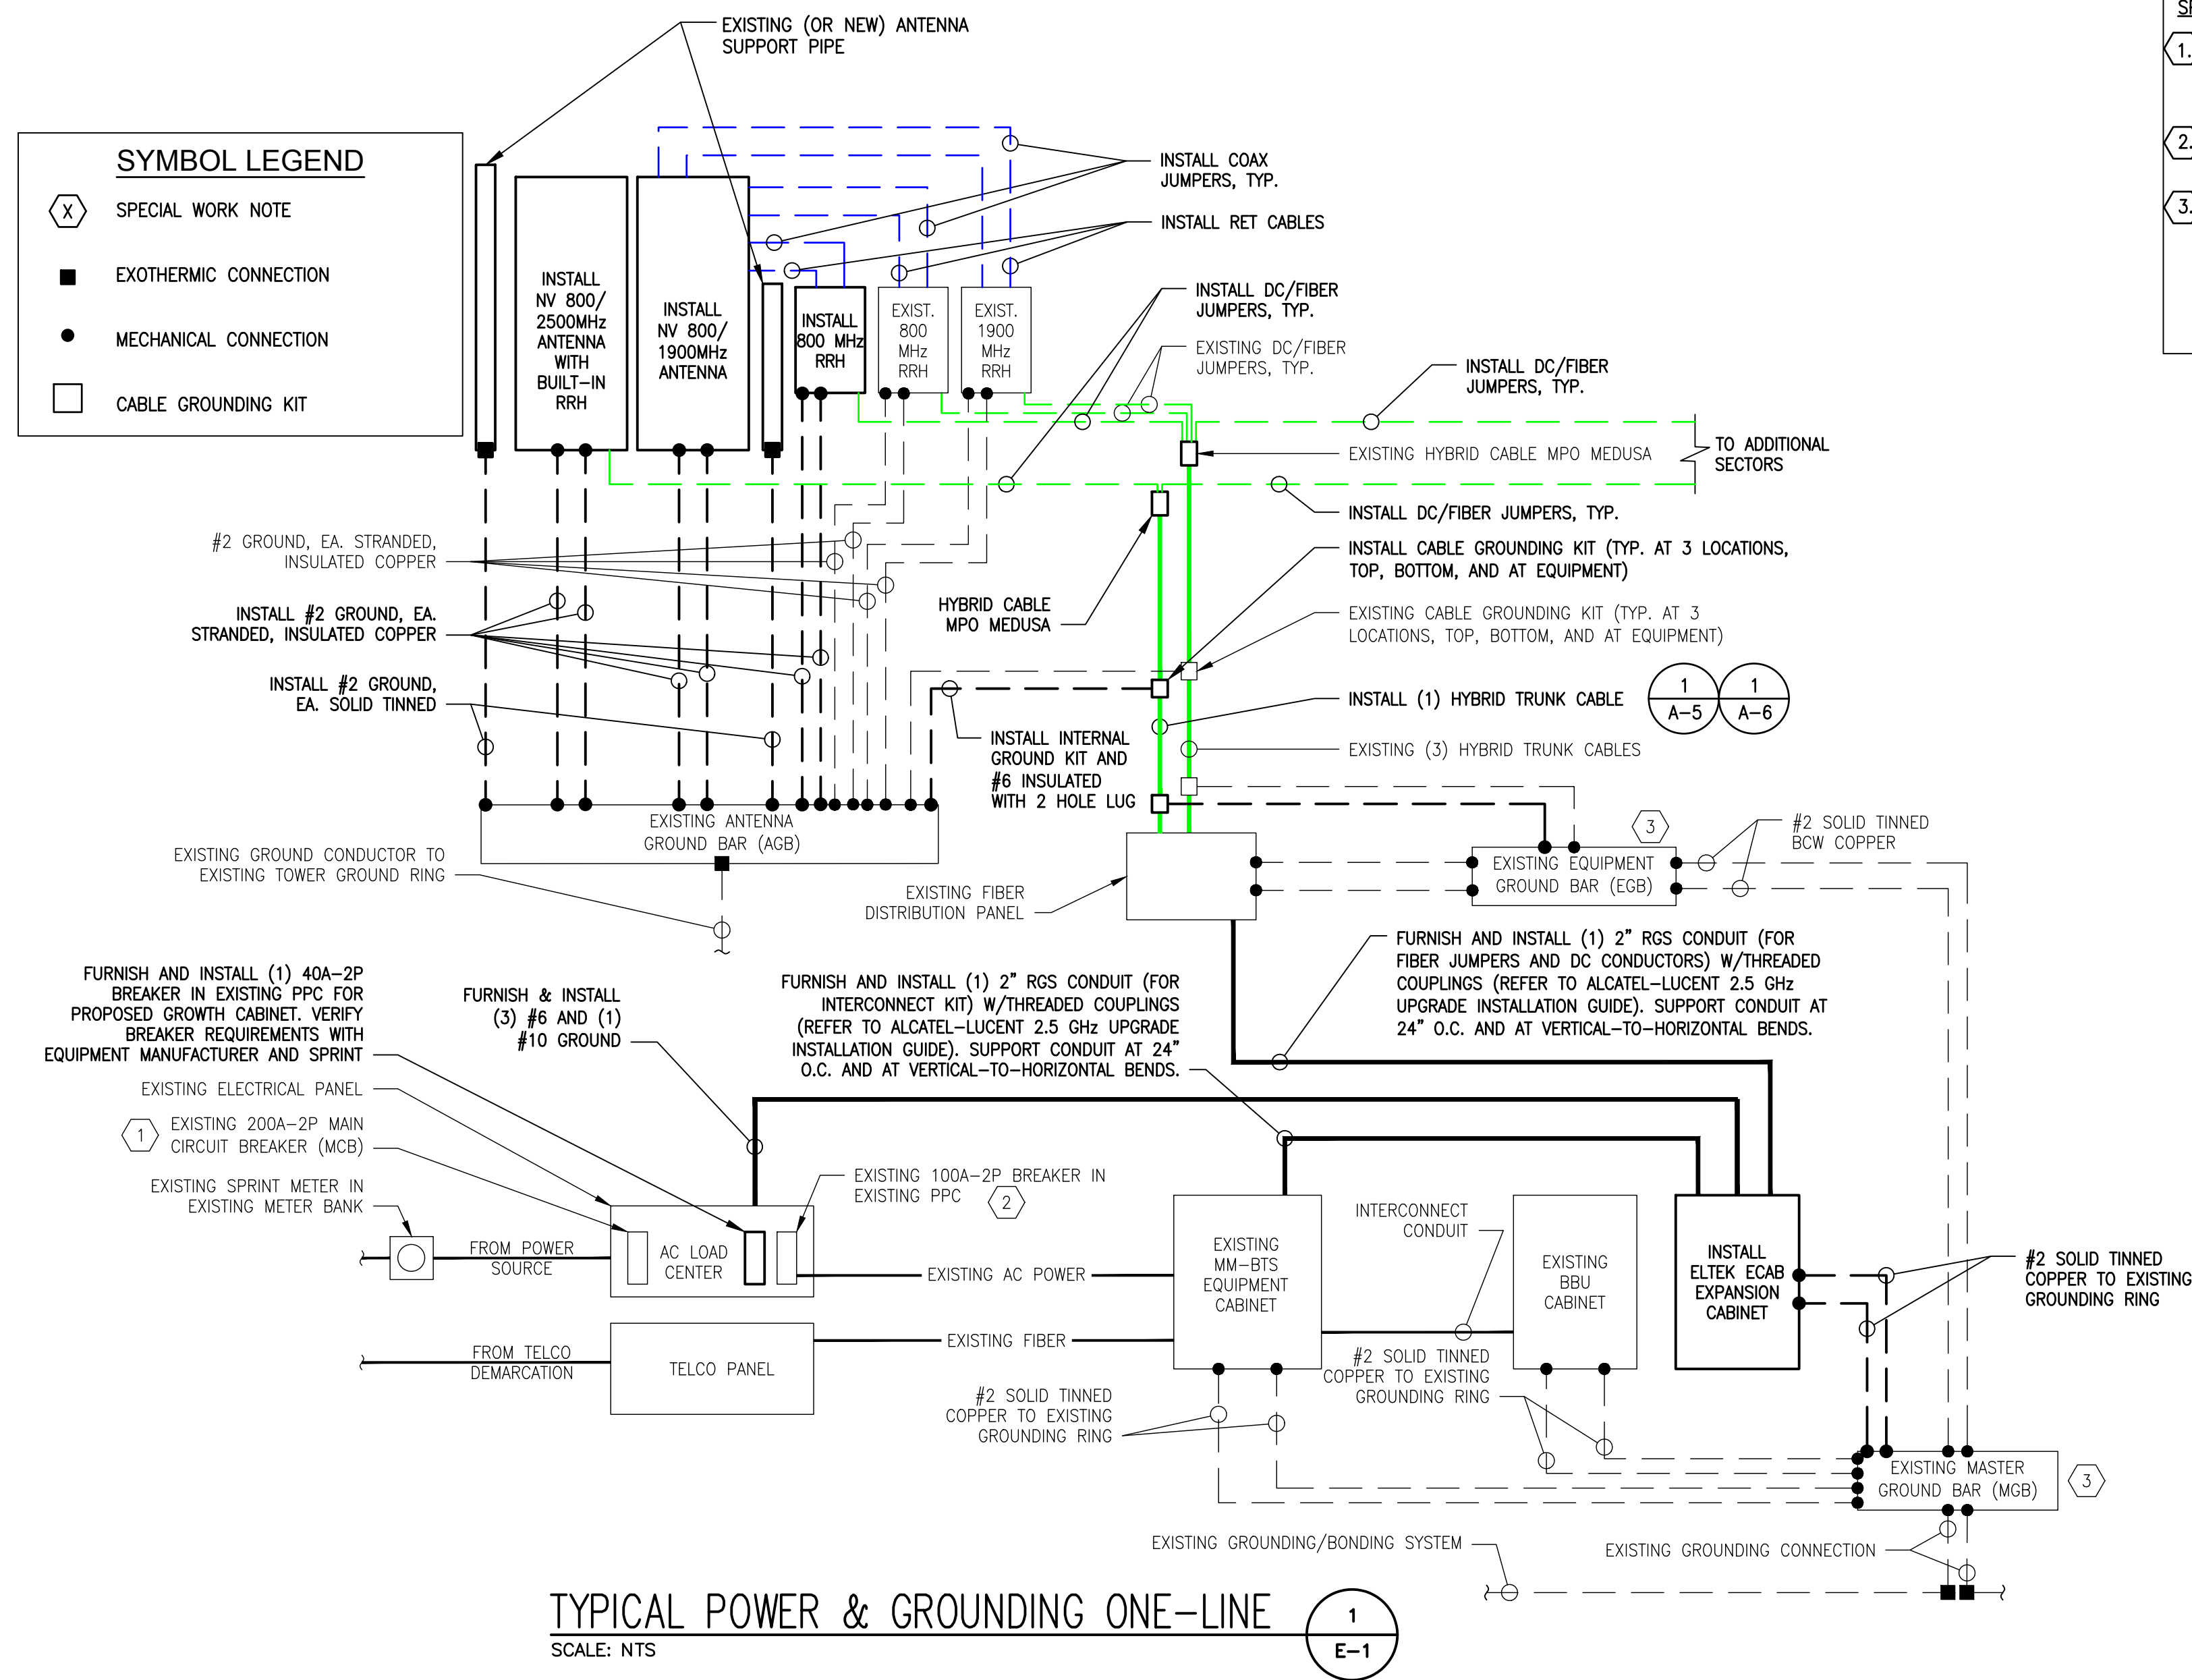 EXISTING (OR NEW) ANTENNA
SUPPORT PIPE
1.
2.
3.
SYMBOL LEGEND
X
SPECIAL WORK NOTE
EXOTHERMIC CONNECTION
MECHANICAL CONNECTION
CABLE GROUNDING KIT
INSTALL COAX
JUMPERS, TYP.
INSTALL RET CABLES
INSTALL
NV 800/
2500MHz
ANTENNA
WITH
BUILT-IN
RRH
INSTALL
NV 800/
1900MHz
ANTENNA
INSTALL
800 MHz
RRH
EXIST.
800
MHz
RRH
EXIST.
1900
MHz
RRH
INSTALL DC/FIBER
JUMPERS, TYP.
EXISTING DC/FIBER
JUMPERS, TYP.
INSTALL DC/FIBER
JUMPERS, TYP.
EXISTING HYBRID CABLE MPO MEDUSA
TO ADDITIONAL
SECTORS
INSTALL DC/FIBER JUMPERS, TYP.
INSTALL CABLE GROUNDING KIT (TYP. AT 3 LOCATIONS,
TOP, BOTTOM, AND AT EQUIPMENT)
#2 GROUND, EA. STRANDED,
INSULATED COPPER
INSTALL #2 GROUND, EA.
STRANDED, INSULATED COPPER
INSTALL #2 GROUND,
EA. SOLID TINNED
HYBRID CABLE
MPO MEDUSA
EXISTING CABLE GROUNDING KIT (TYP. AT 3
LOCATIONS, TOP, BOTTOM, AND AT EQUIPMENT)
INSTALL (1) HYBRID TRUNK CABLE
1
A-5
1
A-6
EXISTING (3) HYBRID TRUNK CABLES
INSTALL INTERNAL
GROUND KIT AND
#6 INSULATED
WITH 2 HOLE LUG
EXISTING ANTENNA
GROUND BAR (AGB)
EXISTING GROUND CONDUCTOR TO
EXISTING TOWER GROUND RING
EXISTING FIBER
DISTRIBUTION PANEL
3
EXISTING EQUIPMENT
GROUND BAR (EGB)
#2 SOLID TINNED
BCW COPPER
FURNISH AND INSTALL (1) 40A-2P
BREAKER IN EXISTING PPC FOR
PROPOSED GROWTH CABINET. VERIFY
BREAKER REQUIREMENTS WITH
EQUIPMENT MANUFACTURER AND SPRINT
FURNISH & INSTALL
(3) #6 AND (1)
#10 GROUND
FURNISH AND INSTALL (1) 2" RGS CONDUIT (FOR
INTERCONNECT KIT) W/THREADED COUPLINGS
(REFER TO ALCATEL-LUCENT 2.5 GHz UPGRADE
INSTALLATION GUIDE). SUPPORT CONDUIT AT 24"
O.C. AND AT VERTICAL-TO-HORIZONTAL BENDS.
FURNISH AND INSTALL (1) 2" RGS CONDUIT (FOR
FIBER JUMPERS AND DC CONDUCTORS) W/THREADED
COUPLINGS (REFER TO ALCATEL-LUCENT 2.5 GHz
UPGRADE INSTALLATION GUIDE). SUPPORT CONDUIT AT
24" O.C. AND AT VERTICAL-TO-HORIZONTAL BENDS.
EXISTING ELECTRICAL PANEL
1
EXISTING 200A-2P MAIN
CIRCUIT BREAKER (MCB)
EXISTING SPRINT METER IN
EXISTING METER BANK
EXISTING 100A-2P BREAKER IN
EXISTING PPC
2
FROM POWER
SOURCE
AC LOAD
CENTER
EXISTING AC POWER
EXISTING
MM-BTS
EQUIPMENT
CABINET
INTERCONNECT
CONDUIT
EXISTING
BBU
CABINET
INSTALL
ELTEK ECAB
EXPANSION
CABINET
#2 SOLID TINNED
COPPER TO EXISTING
GROUNDING RING
FROM TELCO
DEMARCATION
TELCO PANEL
EXISTING FIBER
#2 SOLID TINNED
COPPER TO EXISTING
GROUNDING RING
#2 SOLID TINNED
COPPER TO EXISTING
GROUNDING RING
EXISTING MASTER
GROUND BAR (MGB)
3
EXISTING GROUNDING/BONDING SYSTEM
EXISTING GROUNDING CONNECTION
TYPICAL POWER & GROUNDING ONE-LINE
SCALE: NTS
1
E-1